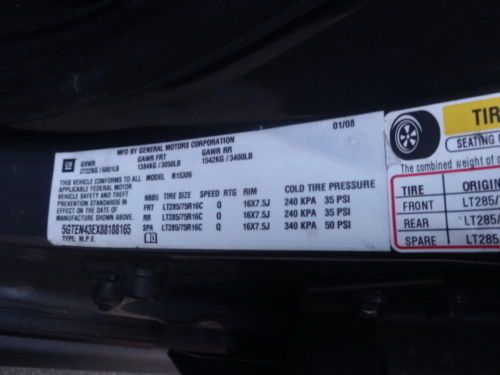 MFD BY GENERAL MOTORS CORPORATION 01/08
GM GVWR GAWR FRT GAWR RR
2722KG / 6001LB 1384KG / 3050LB 1542KG / 3400LB
THIS VEHICLE CONFORMS TO ALL MODEL N15306
APPLICABLE FEDERAL MOTOR
VEHICLE SAFETY AND THEFT
PREVENTION STANDARDS IN
EFFECT ON THE DATE OF
MANUFACTURE SHOWN ABOVE.
5GTEN43EX88188165
TYPE: M.P.V.
TIRE SIZE SPEED RTG RIM COLD TIRE PRESSURE
FRT LT285/75R16C Q 16X7.5J 240 KPA 35 PSI
RR LT285/75R16C Q 16X7.5J 240 KPA 35 PSI
SPA LT285/75R16C Q 16X7.5J 340 KPA 50 PSI
TIR
SEATING
The combined weight of
TIRE ORIGIN
FRONT LT285/7
REAR LT285/
SPARE LT285/